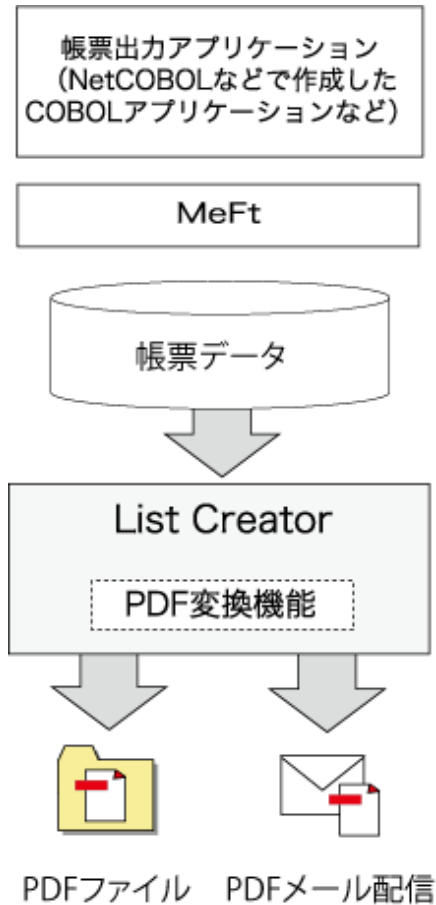 帳票出力アプリケーション
（NetCOBOLなどで作成した
COBOLアプリケーションなど）
MeFt
帳票データ
List Creator
PDF変換機能
PDFファイル PDFメール配信